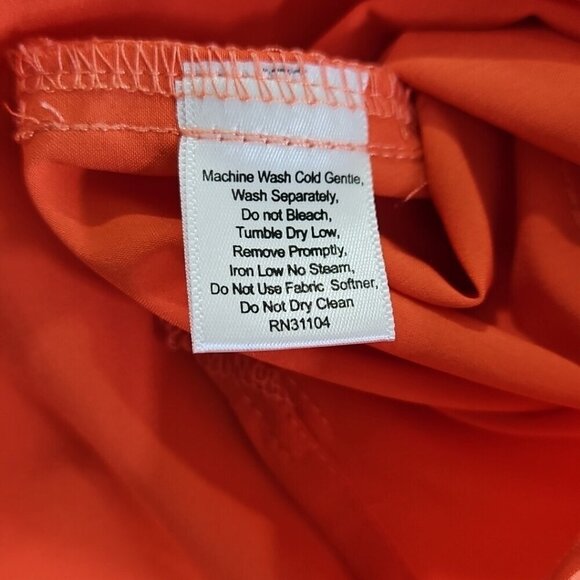 Machine Wash Cold Gentle,
Wash Separately,
Do not Bleach,
Tumble Dry Low,
Remove Promptly,
Iron Low No Steam,
Do Not Use Fabric Softner,
Do Not Dry Clean
RN31104